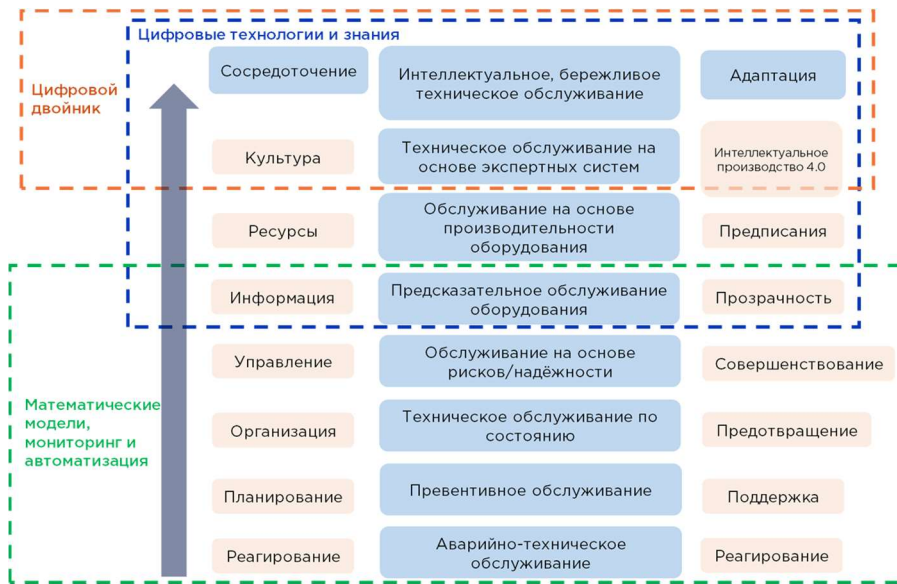 Цифровые технологии и знания
Цифровой
двойник
Сосредоточение
Интеллектуальное, бережливое
техническое обслуживание
Адаптация
Культура
Техническое обслуживание на
основе экспертных систем
Интеллектуальное
производство 4.0
Ресурсы
Обслуживание на основе
производительности
оборудования
Предписания
Информация
Предсказательное обслуживание
оборудования
Прозрачность
Управление
Обслуживание на основе
рисков/надёжности
Совершенствование
Математические
модели,
мониторинг и
автоматизация
Организация
Техническое обслуживание по
состоянию
Предотвращение
Планирование
Превентивное обслуживание
Поддержка
Реагирование
Аварийно-техническое
обслуживание
Реагирование